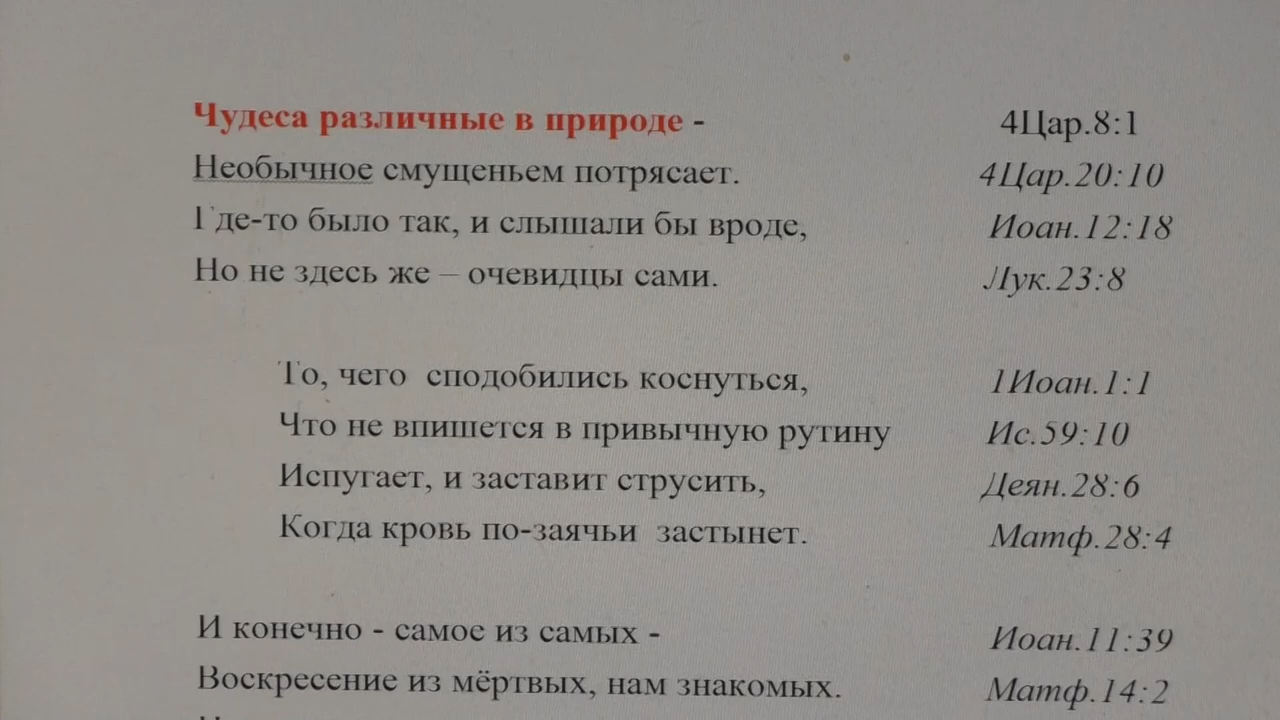 Чудеса различные в природе - 4Цар.8:1
Необычное смущеньем потрясает. 4Цар.20:10
Где-то было так, и слышали бы вроде, Иоан.12:18
Но не здесь же – очевидцы сами. Лук.23:8
То, чего сподобились коснуться, 1Иоан.1:1
Что не впишется в привычную рутину Ис.59:10
Испугает, и заставит струсить, Деян.28:6
Когда кровь по-заячьи застынет. Матф.28:4
И конечно - самое из самых - Иоан.11:39
Воскресение из мёртвых, нам знакомых. Матф.14:2